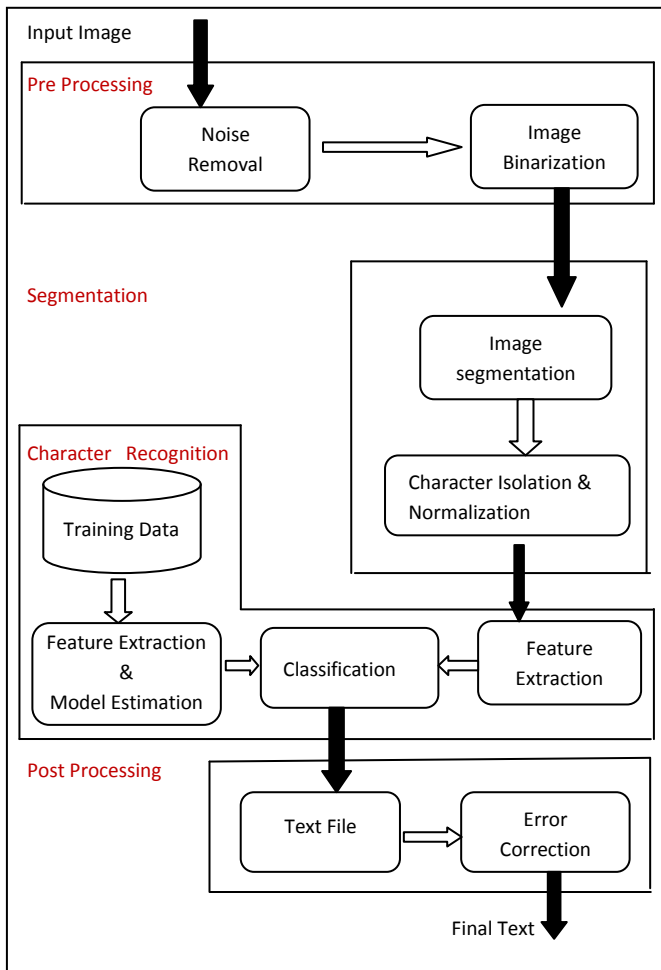 Input Image
Pre Processing
Noise
Removal
Image
Binarization
Segmentation
Image
segmentation
Character Isolation &
Normalization
Character Recognition
Training Data
Feature Extraction
&
Model Estimation
Classification
Feature
Extraction
Post Processing
Text File
Error
Correction
Final Text